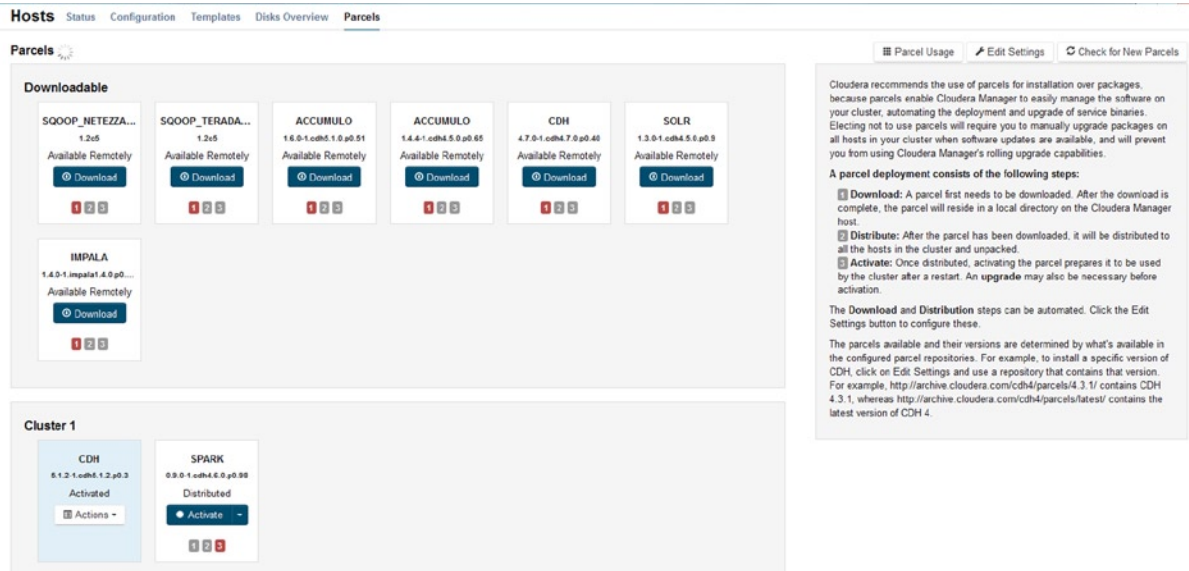 Hosts Status Configuration Templates Disks Overview Parcels
Parcels
Parcel Usage Edit Settings Check for New Parcels
Downloadable
SQOOP_NETEZZA...
1.2c5
Available Remotely
Download
1 2 3
SQOOP_TERADA...
1.2c5
Available Remotely
Download
1 2 3
ACCUMULO
1.6.0-1.cdh5.1.0.p0.51
Available Remotely
Download
1 2 3
ACCUMULO
1.4.4-1.cdh4.5.0.p0.65
Available Remotely
Download
1 2 3
CDH
4.7.0-1.cdh4.7.0.p0.40
Available Remotely
Download
1 2 3
SOLR
1.3.0-1.cdh4.5.0.p0.9
Available Remotely
Download
1 2 3
IMPALA
1.4.0-1.impala1.4.0.p0....
Available Remotely
Download
1 2 3
Cluster 1
CDH
5.1.2-1.cdh5.1.2.p0.3
Activated
Actions
SPARK
0.9.0-1.cdh4.6.0.p0.98
Distributed
Activate
1 2 3
Cloudera recommends the use of parcels for installation over packages,
because parcels enable Cloudera Manager to easily manage the software on
your cluster, automating the deployment and upgrade of service binaries.
Electing not to use parcels will require you to manually upgrade packages on
all hosts in your cluster when software updates are available, and will prevent
you from using Cloudera Manager's rolling upgrade capabilities.
A parcel deployment consists of the following steps:
1 Download: A parcel first needs to be downloaded. After the download is
complete, the parcel will reside in a local directory on the Cloudera Manager
host.
2 Distribute: After the parcel has been downloaded, it will be distributed to
all the hosts in the cluster and unpacked.
3 Activate: Once distributed, activating the parcel prepares it to be used
by the cluster after a restart. An upgrade may also be necessary before
activation.
The Download and Distribution steps can be automated. Click the Edit
Settings button to configure these.
The parcels available and their versions are determined by what's available in
the configured parcel repositories. For example, to install a specific version of
CDH, click on Edit Settings and use a repository that contains that version.
For example, http://archive.cloudera.com/cdh4/parcels/4.3.1/ contains CDH
4.3.1, whereas http://archive.cloudera.com/cdh4/parcels/latest/ contains the
latest version of CDH 4.